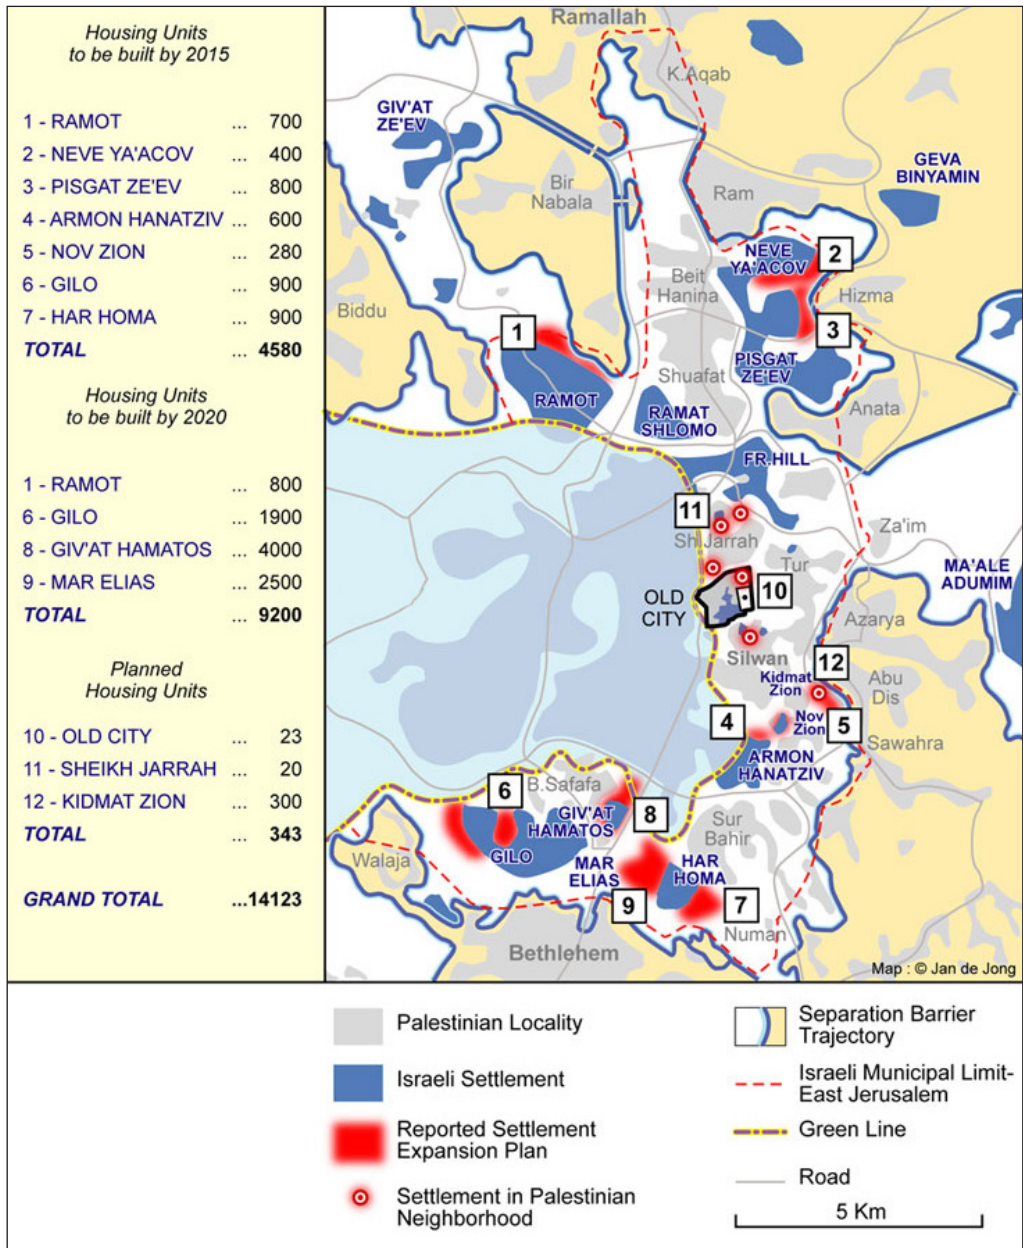 Housing Units
to be built by 2015
1 - RAMOT ... 700
2 - NEVE YA'ACOV ... 400
3 - PISGAT ZE'EV ... 800
4 - ARMON HANATZIV ... 600
5 - NOV ZION ... 280
6 - GILO ... 900
7 - HAR HOMA ... 900
TOTAL ... 4580
Housing Units
to be built by 2020
1 - RAMOT ... 800
6 - GILO ... 1900
8 - GIV'AT HAMATOS ... 4000
9 - MAR ELIAS ... 2500
TOTAL ... 9200
Planned
Housing Units
10 - OLD CITY ... 23
11 - SHEIKH JARRAH ... 20
12 - KIDMAT ZION ... 300
TOTAL ... 343
GRAND TOTAL ...14123
Ramallah
K.Aqab
GIV'AT
ZE'EV
GEVA
BINYAMIN
Bir
Nabala
Ram
NEVE
YA'ACOV
2
Beit
Hanina
Hizma
Biddu
1
3
PISGAT
ZE'EV
Shuafat
RAMOT
RAMAT
SHLOMO
Anata
FR.HILL
11
Sh.Jarrah
Za'im
Tur
MA'ALE
ADUMIM
OLD
CITY
10
Azarya
Silwan
12
Kidmat
Zion
Abu
Dis
4
Nov
Zion
5
Sawahra
ARMON
HANATZIV
B.Safafa
6
GIV'AT
HAMATOS
8
Sur
Bahir
GILO
Walaja
MAR
ELIAS
HAR
HOMA
9
7
Numan
Bethlehem
Map : © Jan de Jong
Palestinian Locality
Israeli Settlement
Reported Settlement
Expansion Plan
Settlement in Palestinian
Neighborhood
Separation Barrier
Trajectory
Israeli Municipal Limit-
East Jerusalem
Green Line
Road
5 Km